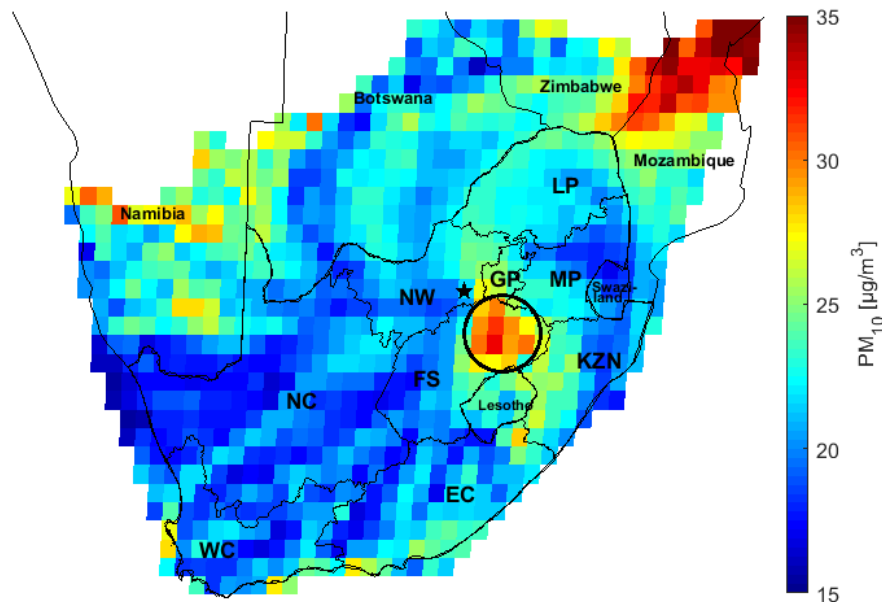 35
Zimbabwe
Botswana
30
Mozambique
LP
Namibia
GP
MP
PM10 [µg/m3]
NW
Swazi-
land
25
KZN
FS
NC
Lesotho
20
EC
WC
15